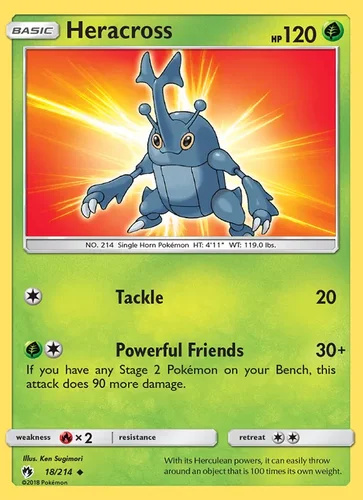 BASIC Heracross HP 120
NO. 214 Single Horn Pokémon HT: 4'11" WT: 119.0 lbs.
Tackle 20
Powerful Friends 30+
If you have any Stage 2 Pokémon on your Bench, this
attack does 90 more damage.
weakness ×2 resistance retreat
Illus. Ken Sugimori
18/214
©2018 Pokémon
With its Herculean powers, it can easily throw
around an object that is 100 times its own weight.